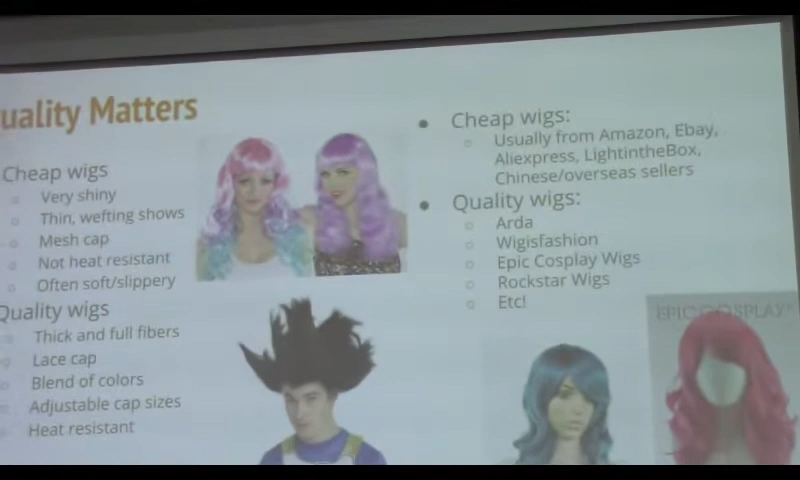 uality Matters
Cheap wigs
Very shiny
Thin, wefting shows
Mesh cap
Not heat resistant
Often soft/slippery
Quality wigs
Thick and full fibers
Lace cap
Blend of colors
Adjustable cap sizes
Heat resistant
Cheap wigs:
Usually from Amazon, Ebay,
Aliexpress, LightintheBox,
Chinese/overseas sellers
Quality wigs:
Arda
Wigisfashion
Epic Cosplay Wigs
Rockstar Wigs
Etc!
EPIC COSPLAY